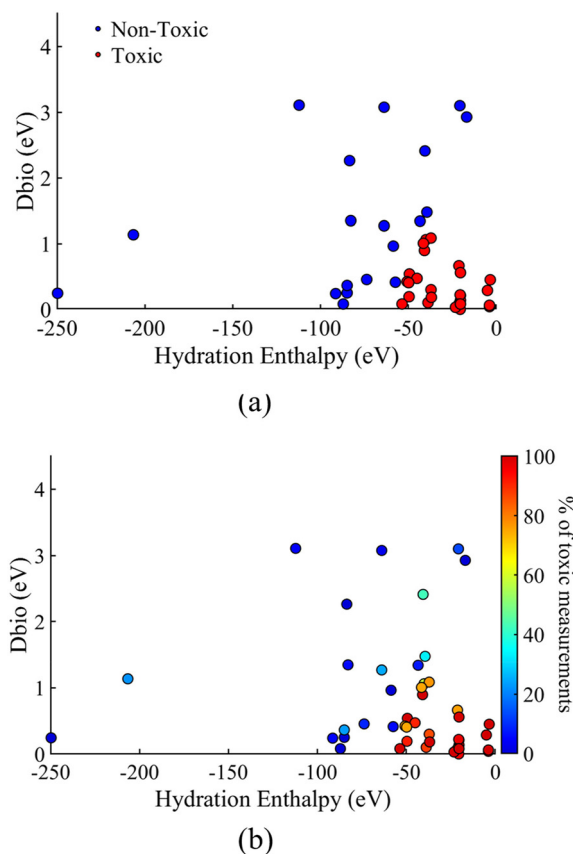 Non-Toxic
Toxic
4
3
2
1
0
Dbio (eV)
-250 -200 -150 -100 -50 0
Hydration Enthalpy (eV)
(a)
4
3
2
1
0
Dbio (eV)
-250 -200 -150 -100 -50 0
Hydration Enthalpy (eV)
100
80
60
40
20
0
% of toxic measurements
(b)